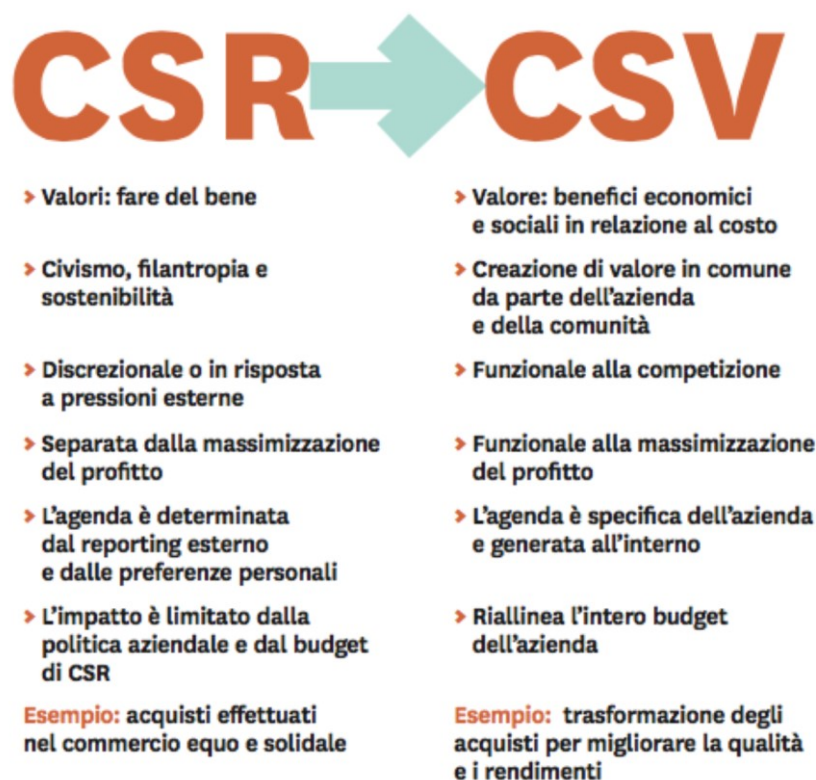 CSR CSV
> Valori: fare del bene
> Valore: benefici economici
e sociali in relazione al costo
> Civismo, filantropia e
sostenibilità
> Creazione di valore in comune
da parte dell'azienda
e della comunità
> Discrezionale o in risposta
a pressioni esterne
> Funzionale alla competizione
> Separata dalla massimizzazione
del profitto
> Funzionale alla massimizzazione
del profitto
> L'agenda è determinata
dal reporting esterno
e dalle preferenze personali
> L'agenda è specifica dell'azienda
e generata all'interno
> L'impatto è limitato dalla
politica aziendale e dal budget
di CSR
> Riallinea l'intero budget
dell'azienda
Esempio: acquisti effettuati
nel commercio equo e solidale
Esempio: trasformazione degli
acquisti per migliorare la qualità
e i rendimenti